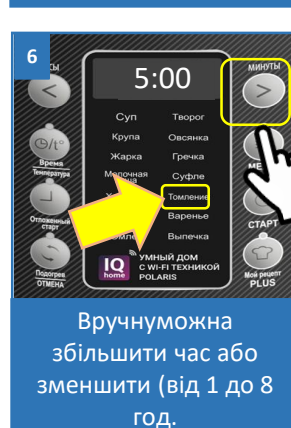 6
МИНУТЫ
5:00
Суп Творог
Крупа Овсянка
Жарка Гречка
Молочная Суфле
Томление
Варенье
Выпечка
Время
Температура
Отложенный
старт
СТАРТ
Подогрев
ОТМЕНА
Мой рецепт
PLUS
IQ
home
УМНЫЙ ДОМ
С WI-FI ТЕХНИКОЙ
POLARIS
Вручнуможна
збільшити час або
зменшити (від 1 до 8
год.